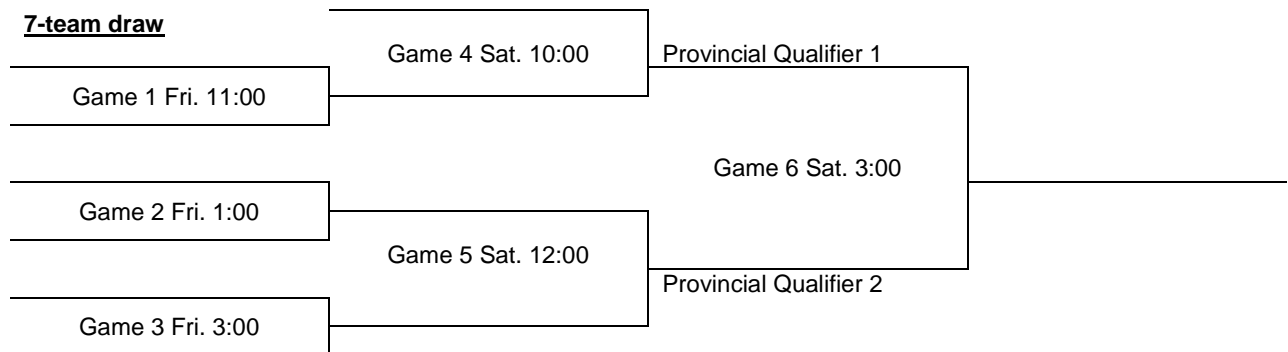 7-team draw
Game 4 Sat. 10:00
Provincial Qualifier 1
Game 1 Fri. 11:00
Game 6 Sat. 3:00
Game 2 Fri. 1:00
Game 5 Sat. 12:00
Provincial Qualifier 2
Game 3 Fri. 3:00